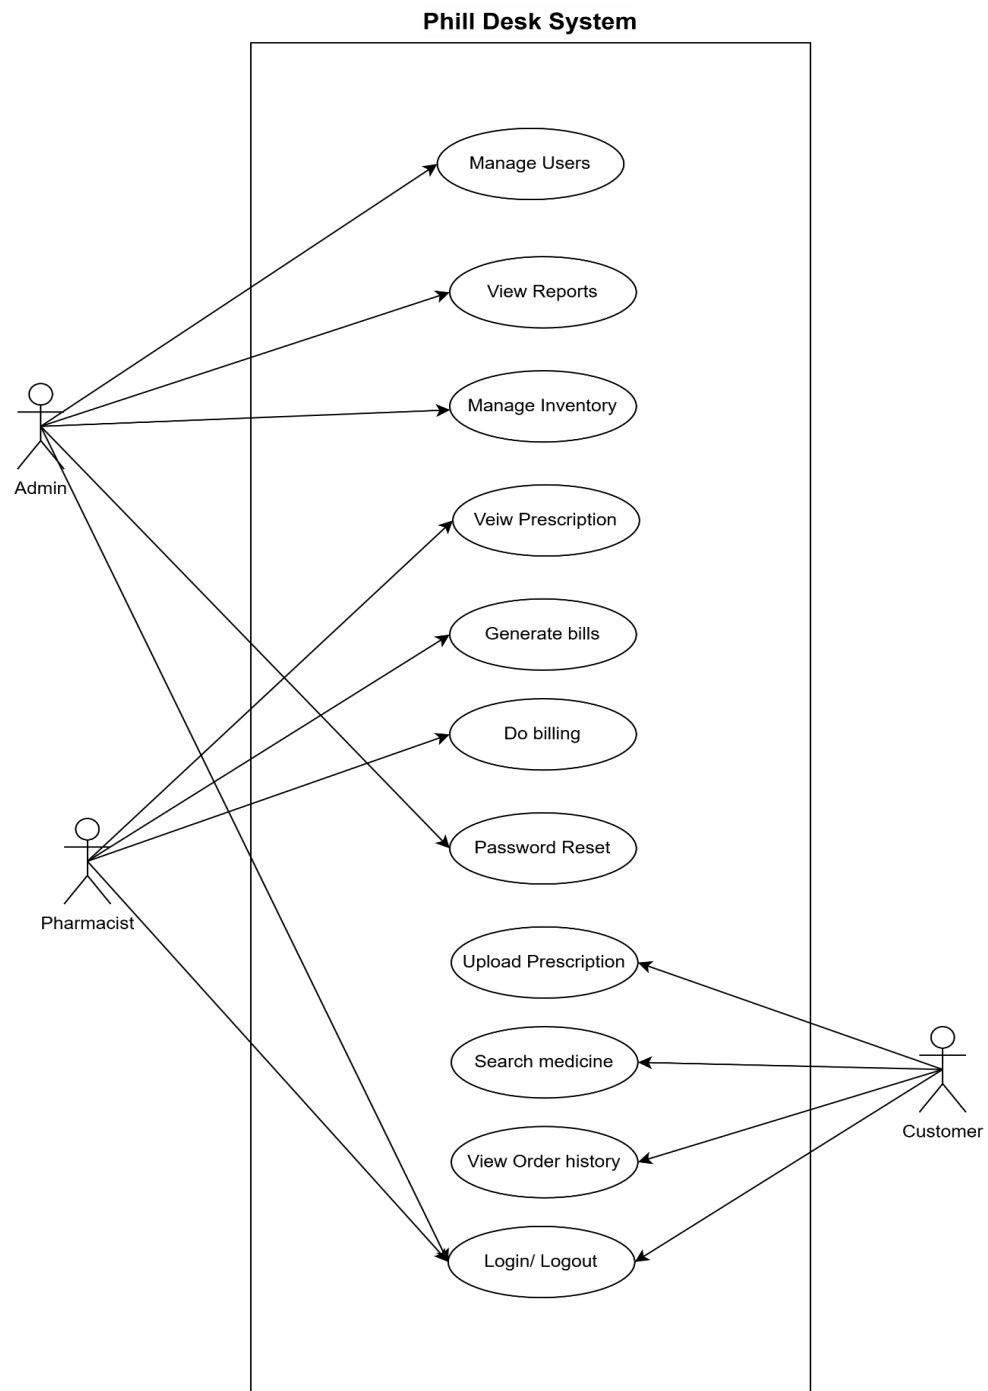 Phill Desk System
Manage Users
View Reports
Manage Inventory
Admin
Veiw Prescription
Generate bills
Do billing
Password Reset
Pharmacist
Upload Prescription
Search medicine
Customer
View Order history
Login/ Logout